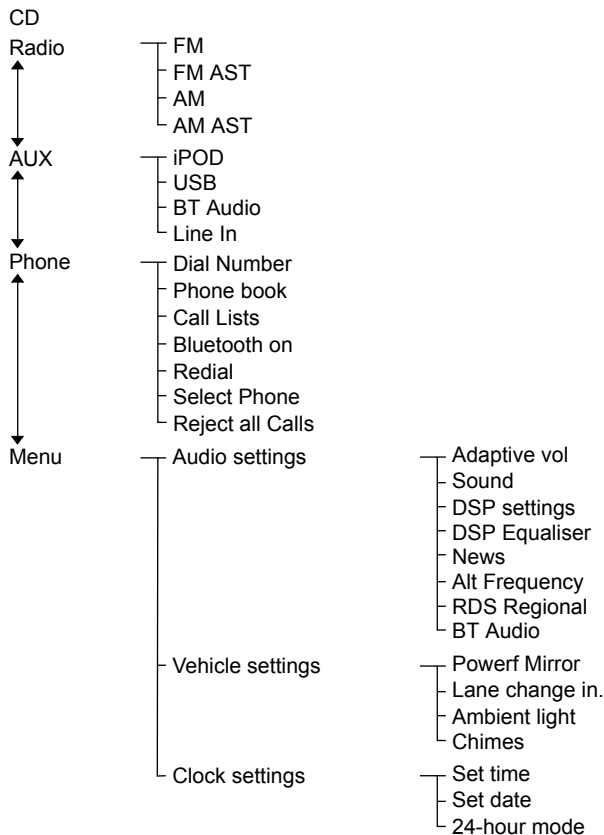 CD
Radio
FM
FM AST
AM
AM AST
AUX
iPOD
USB
BT Audio
Line In
Phone
Dial Number
Phone book
Call Lists
Bluetooth on
Redial
Select Phone
Reject all Calls
Menu
Audio settings
Adaptive vol
Sound
DSP settings
DSP Equaliser
News
Alt Frequency
RDS Regional
BT Audio
Vehicle settings
Powerf Mirror
Lane change in.
Ambient light
Chimes
Clock settings
Set time
Set date
24-hour mode